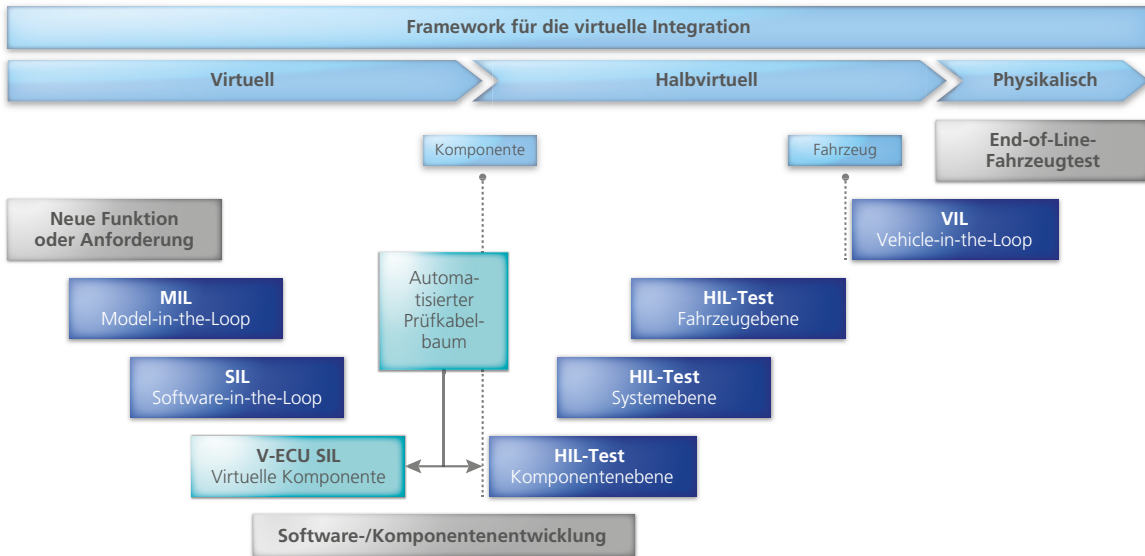 Framework für die virtuelle Integration
Virtuell
Halbvirtuell
Physikalisch
Komponente
Fahrzeug
End-of-Line-
Fahrzeugtest
Neue Funktion
oder Anforderung
VIL
Vehicle-in-the-Loop
Automa-
tisierter
Prüfkabel-
baum
MIL
Model-in-the-Loop
HIL-Test
Fahrzeugebene
SIL
Software-in-the-Loop
HIL-Test
Systemebene
V-ECU SIL
Virtuelle Komponente
HIL-Test
Komponentenebene
Software-/Komponentenentwicklung